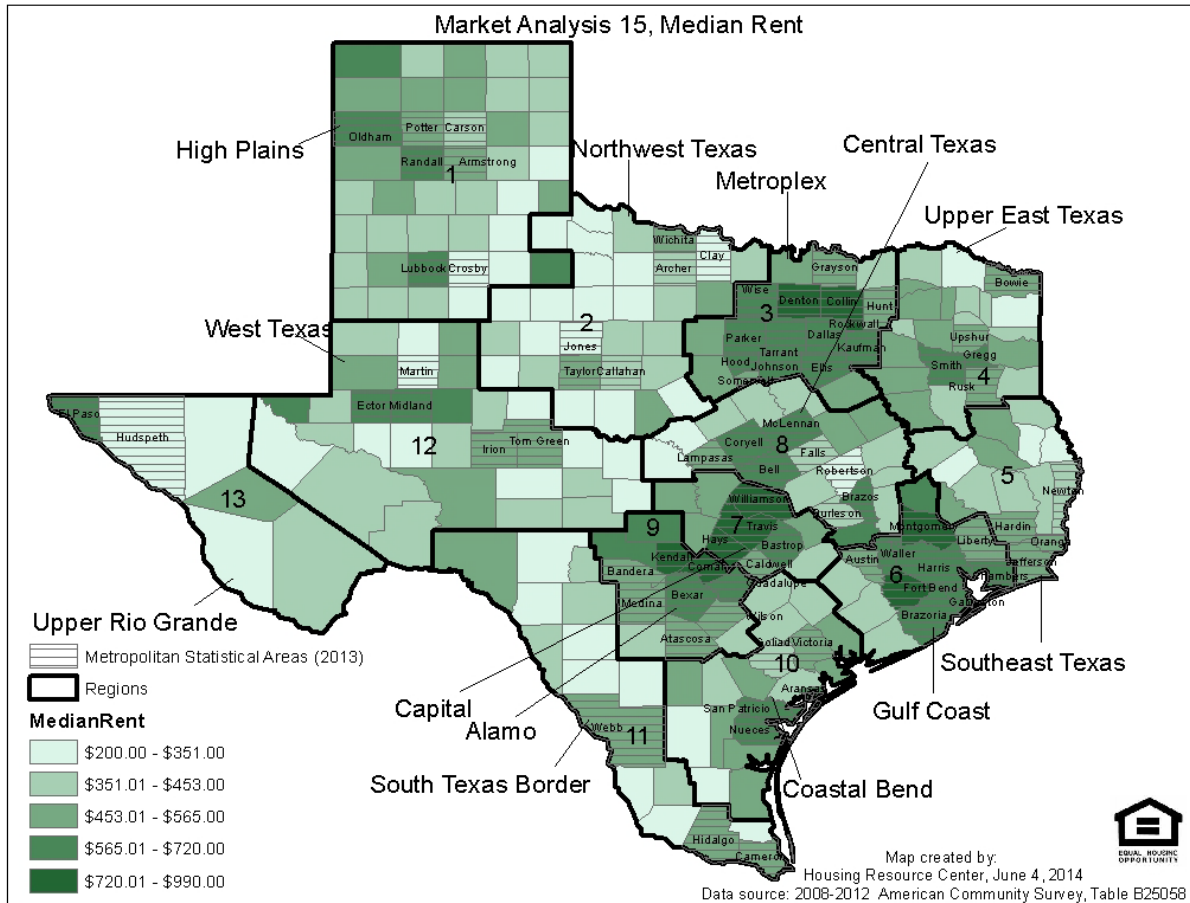 Market Analysis 15, Median Rent
High Plains
Northwest Texas
Central Texas
Metroplex
Upper East Texas
Oldham
Potter
Carson
Randall
Armstrong
1
Lubbock
Crosby
Wichita
Clay
Archer
Grayson
Bowie
West Texas
2
Jones
Taylor
Callahan
Wise
Denton
Collin
Hunt
3
Rockwall
Parker
Dallas
Tarrant
Kaufman
Hood
Johnson
Ellis
Somervell
Upshur
Gregg
Smith
4
Rusk
Martin
El Paso
Ector
Midland
Hudspeth
12
Irion
Tom Green
13
McLennan
Coryell
8
Falls
Lampasas
Bell
Robertson
Brazos
Burleson
5
Newton
Williamson
7
Travis
Hays
Bastrop
Caldwell
Montgomery
Hardin
Liberty
Orange
Jefferson
Austin
Waller
Harris
Chambers
6
Fort Bend
Galveston
Brazoria
9
Kendall
Comal
Bandera
Guadalupe
Bexar
Medina
Wilson
Atascosa
Goliad
Victoria
10
Aransas
San Patricio
Nueces
Webb
11
Hidalgo
Cameron
Upper Rio Grande
Capital
Alamo
South Texas Border
Coastal Bend
Gulf Coast
Southeast Texas
Metropolitan Statistical Areas (2013)
Regions
MedianRent
$200.00 - $351.00
$351.01 - $453.00
$453.01 - $565.00
$565.01 - $720.00
$720.01 - $990.00
EQUAL HOUSING
OPPORTUNITY
Map created by:
Housing Resource Center, June 4, 2014
Data source: 2008-2012 American Community Survey, Table B25058